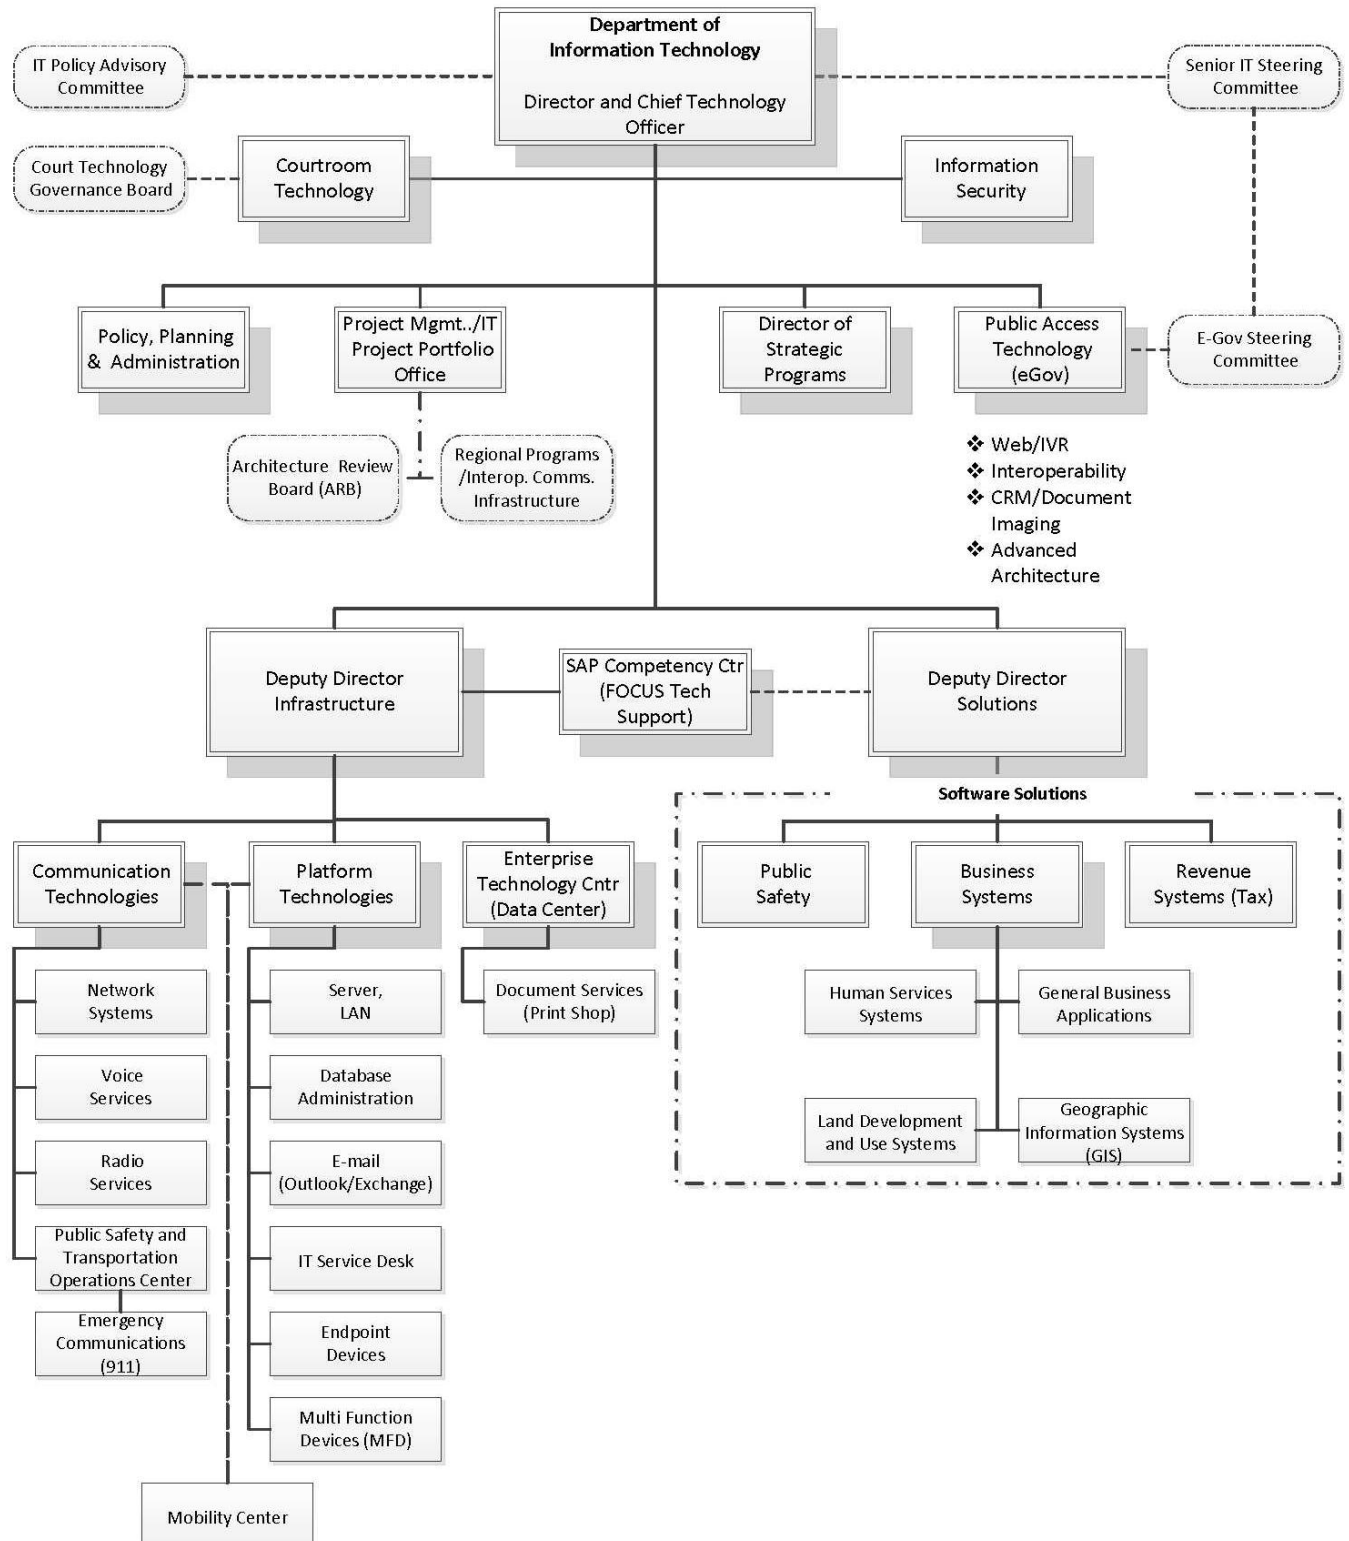 Department of
Information Technology
Director and Chief Technology
Officer
IT Policy Advisory
Committee
Senior IT Steering
Committee
Court Technology
Governance Board
Courtroom
Technology
Information
Security
Policy, Planning
& Administration
Project Mgmt../IT
Project Portfolio
Office
Director of
Strategic
Programs
Public Access
Technology
(eGov)
E-Gov Steering
Committee
Architecture Review
Board (ARB)
Regional Programs
/Interop. Comms.
Infrastructure
❖ Web/IVR
❖ Interoperability
❖ CRM/Document
Imaging
❖ Advanced
Architecture
Deputy Director
Infrastructure
SAP Competency Ctr
(FOCUS Tech
Support)
Deputy Director
Solutions
Software Solutions
Communication
Technologies
Platform
Technologies
Enterprise
Technology Cntr
(Data Center)
Public
Safety
Business
Systems
Revenue
Systems (Tax)
Network
Systems
Voice
Services
Radio
Services
Public Safety and
Transportation
Operations Center
Emergency
Communications
(911)
Server,
LAN
Database
Administration
E-mail
(Outlook/Exchange)
IT Service Desk
Endpoint
Devices
Multi Function
Devices (MFD)
Document Services
(Print Shop)
Human Services
Systems
General Business
Applications
Land Development
and Use Systems
Geographic
Information Systems
(GIS)
Mobility Center